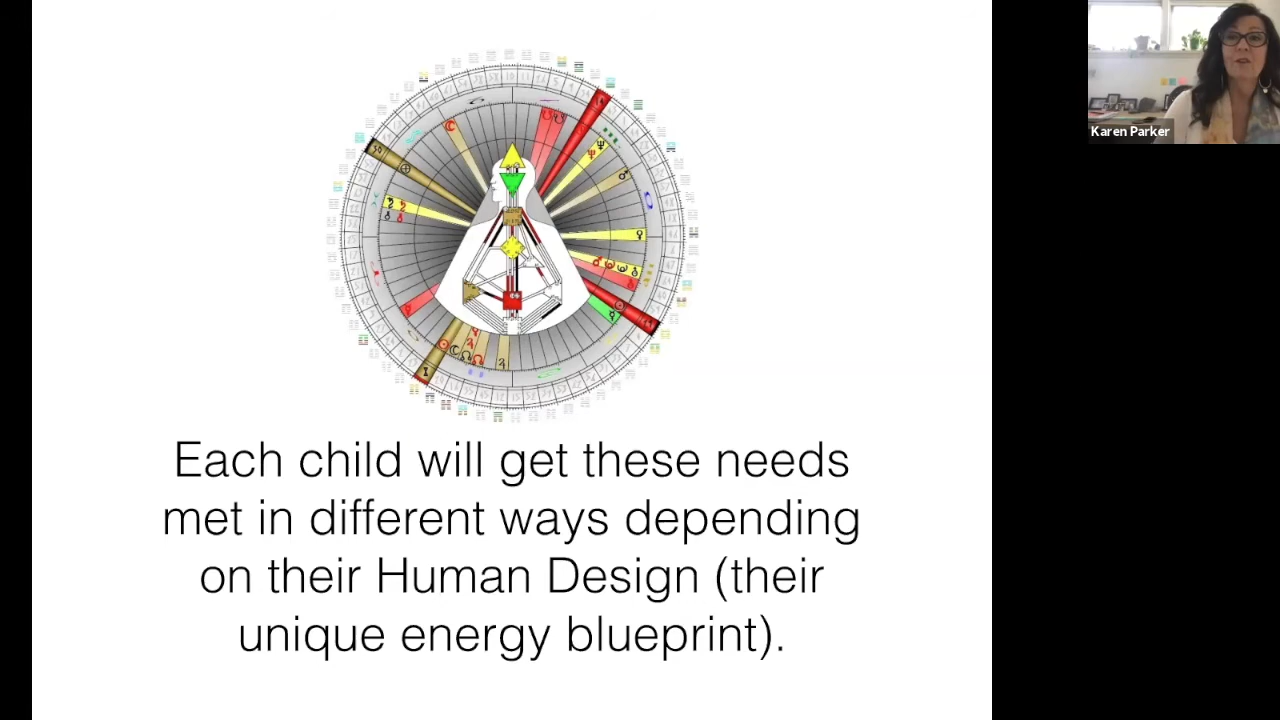 Karen Parker
Each child will get these needs
met in different ways depending
on their Human Design (their
unique energy blueprint).